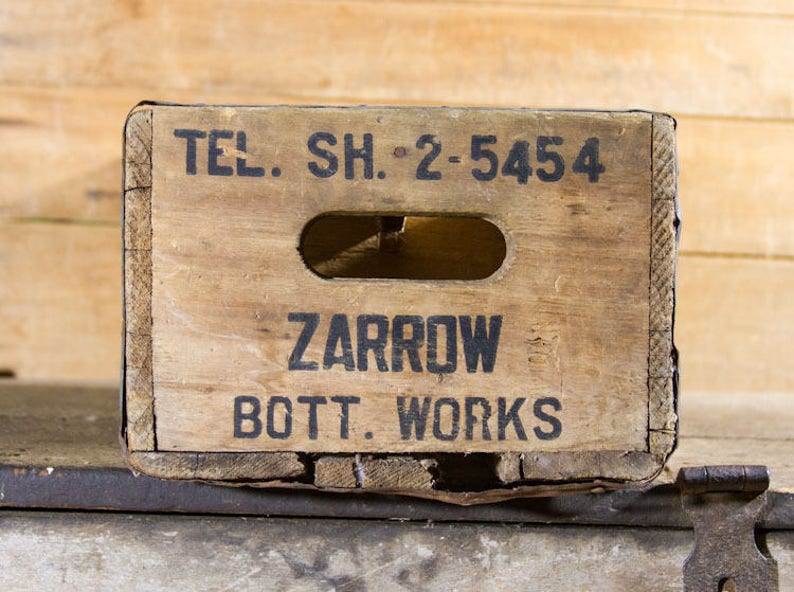 TEL. SH. 2-5454
ZARROW
BOTT. WORKS